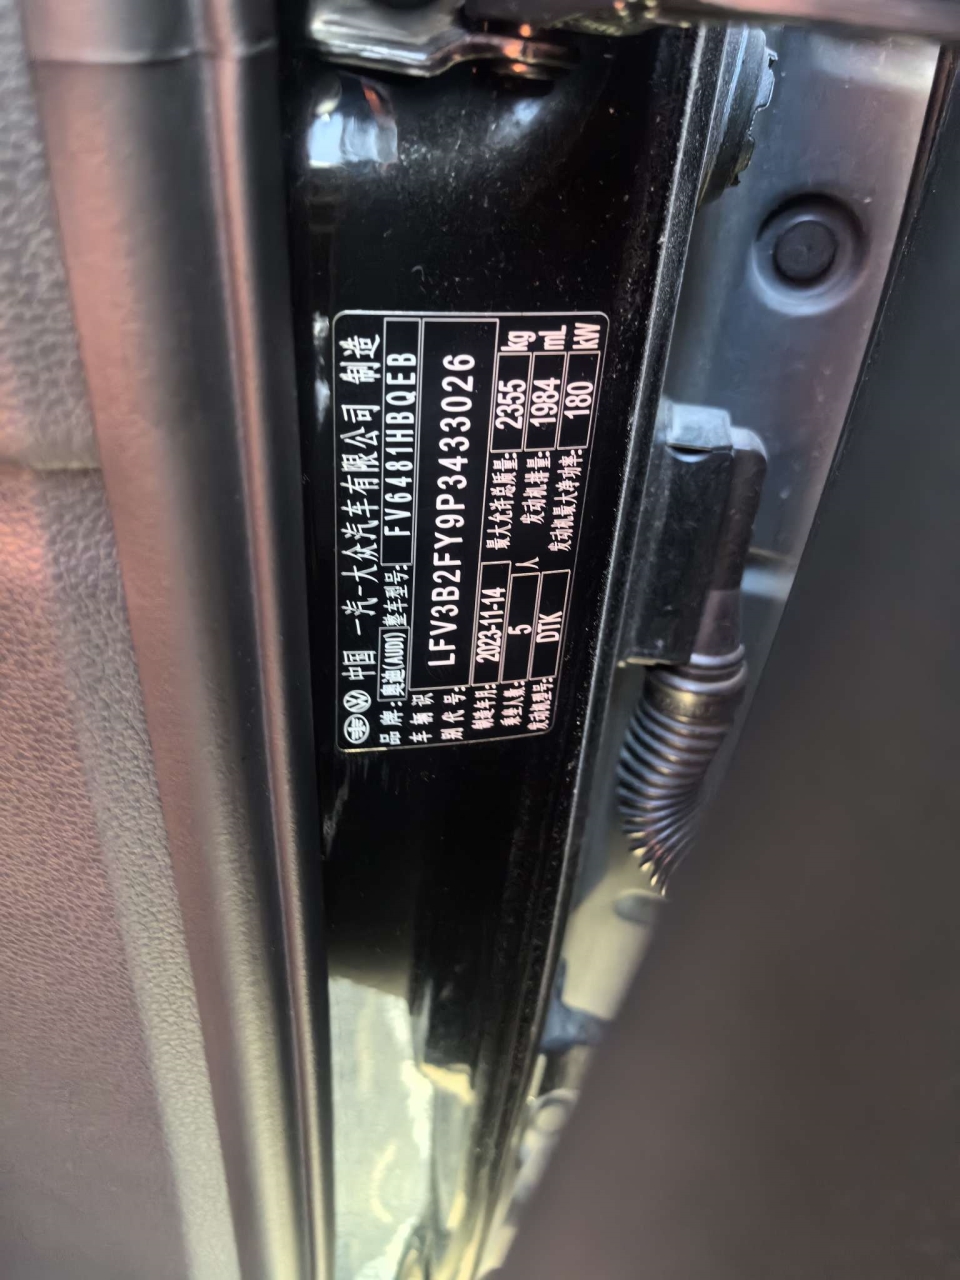 中国 一汽-大众汽车有限公司 制造
品牌: 奥迪(AUDI) 整车型号: FV6481HBQEB
车辆识别代号: LFV3B2FY9P3433026
制造年月: 2023-11-14 最大允许总质量: 2355 kg
乘坐人数: 5 人 发动机排量: 1984 mL
发动机型号: DTK 发动机最大净功率: 180 kW